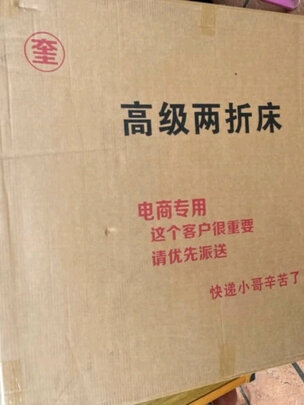 奎
高级两折床
电商专用
这个客户很重要
请优先派送
快递小哥辛苦了